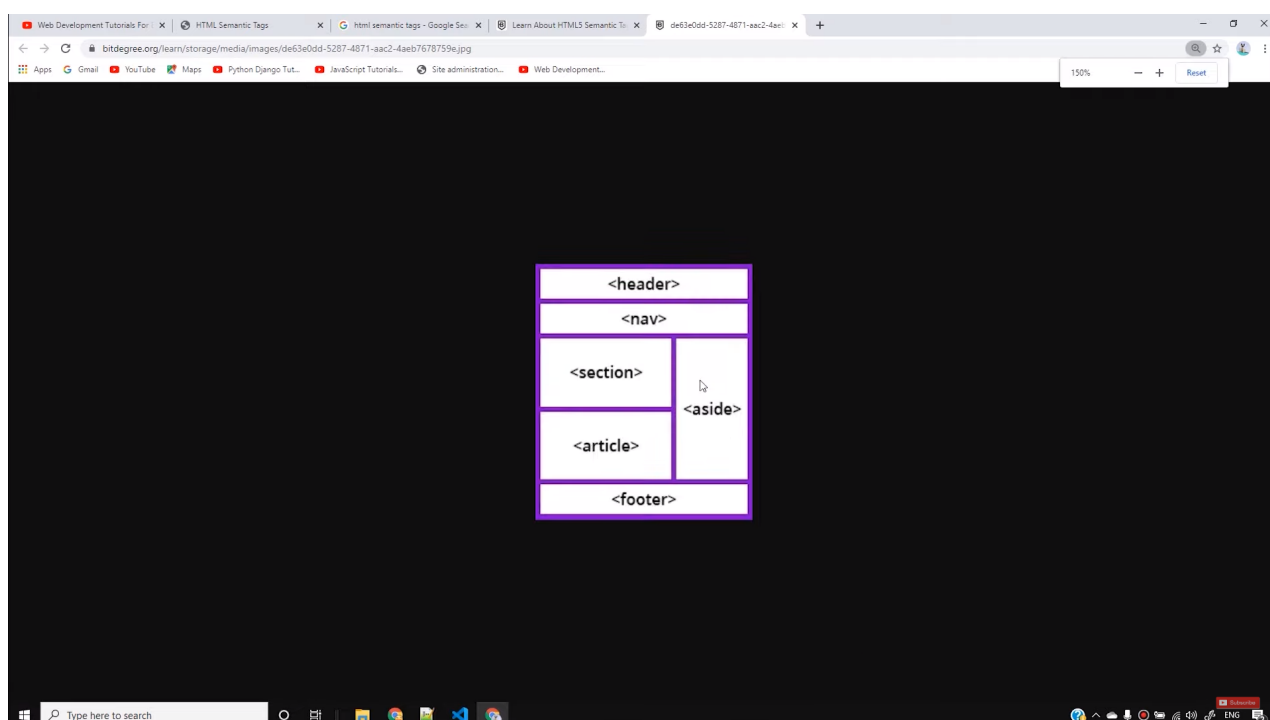 Web Development Tutorials For
HTML Semantic Tags
html semantic tags - Google Sea
Learn About HTML5 Semantic Ta
de63e0dd-5287-4871-aac2-4aeb
bitdegree.org/learn/storage/media/images/de63e0dd-5287-4871-aac2-4aeb7678759e.jpg
Apps
Gmail
YouTube
Maps
Python Django Tut...
JavaScript Tutorials...
Site administration...
Web Development...
150%
Reset
<header>
<nav>
<section>
<aside>
<article>
<footer>
Subscribe
Type here to search
ENG